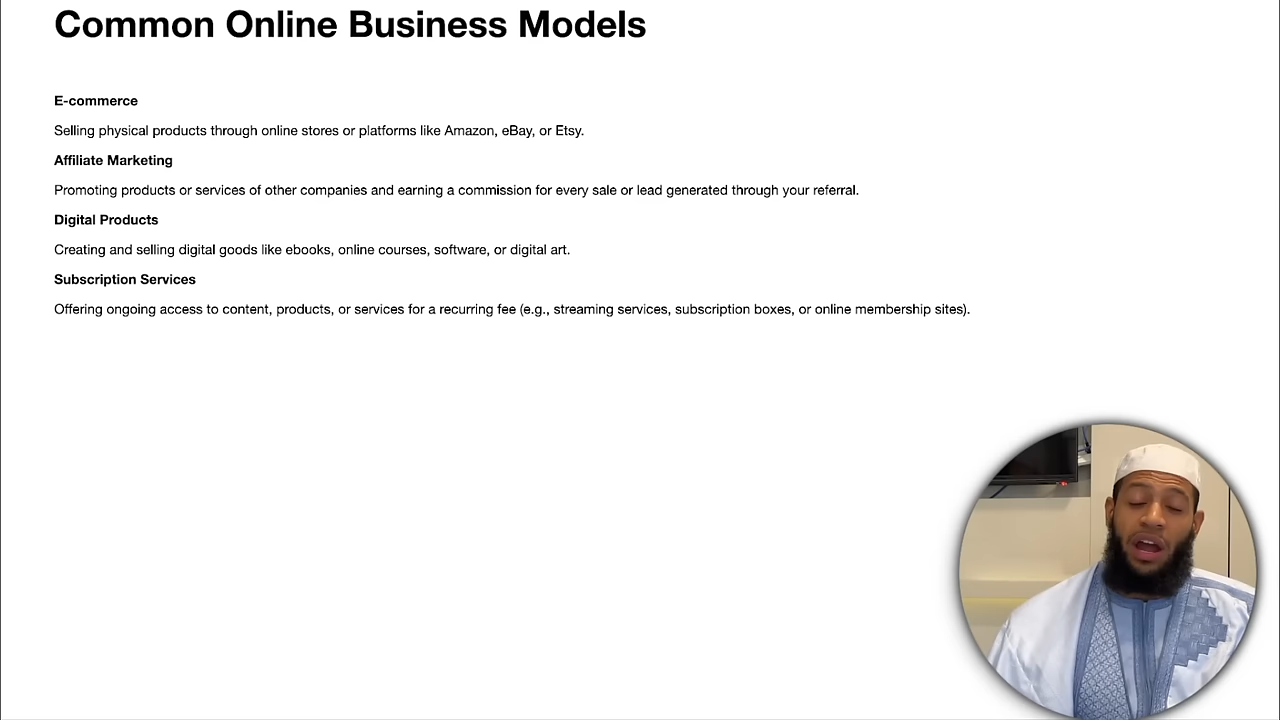 Common Online Business Models
E-commerce
Selling physical products through online stores or platforms like Amazon, eBay, or Etsy.
Affiliate Marketing
Promoting products or services of other companies and earning a commission for every sale or lead generated through your referral.
Digital Products
Creating and selling digital goods like ebooks, online courses, software, or digital art.
Subscription Services
Offering ongoing access to content, products, or services for a recurring fee (e.g., streaming services, subscription boxes, or online membership sites).